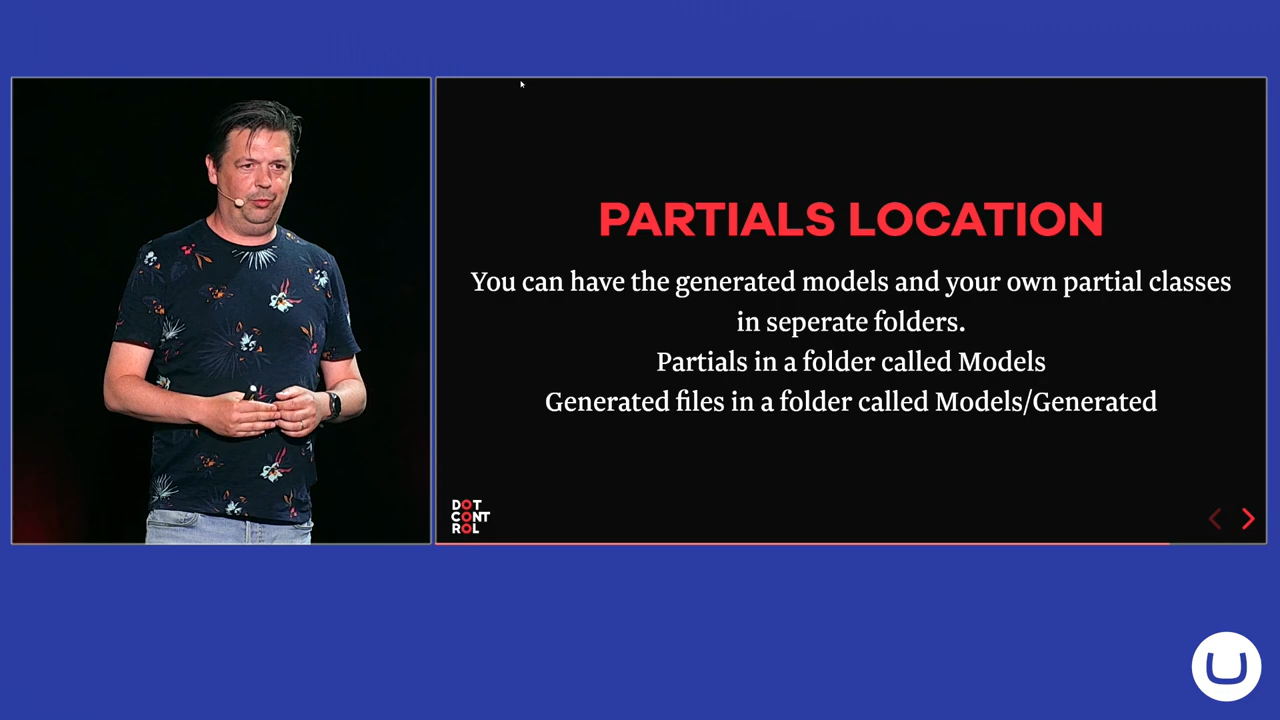 PARTIALS LOCATION
You can have the generated models and your own partial classes
in seperate folders.
Partials in a folder called Models
Generated files in a folder called Models/Generated
DOT
CONT
ROL